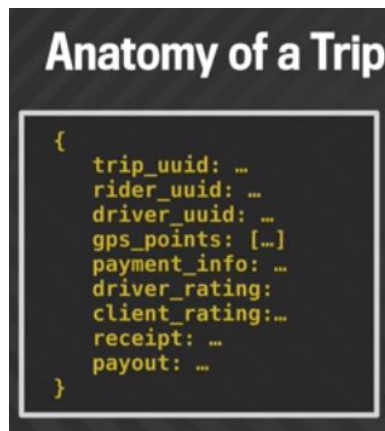 Anatomy of a Trip
{
trip_uuid: …
rider_uuid: …
driver_uuid: …
gps_points: […]
payment_info: …
driver_rating:
client_rating:…
receipt: …
payout: …
}